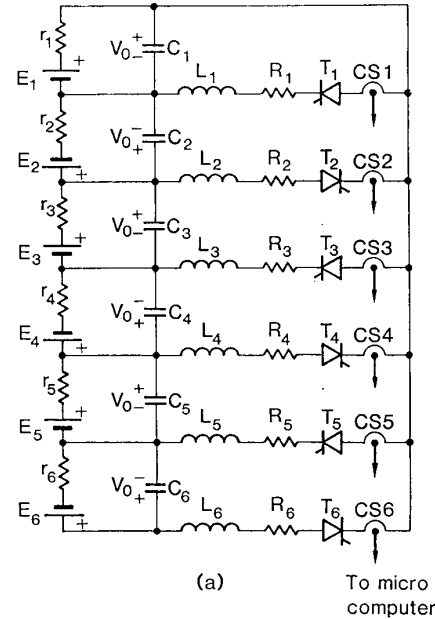 r1
E1 +
V0 + - C1
L1 R1 T1 CS1
r2
E2 +
V0 - + C2
L2 R2 T2 CS2
r3
E3 +
V0 + - C3
L3 R3 T3 CS3
r4
E4 +
V0 - + C4
L4 R4 T4 CS4
r5
E5 +
V0 + - C5
L5 R5 T5 CS5
r6
E6 +
V0 - + C6
L6 R6 T6 CS6
(a)
To micro
computer